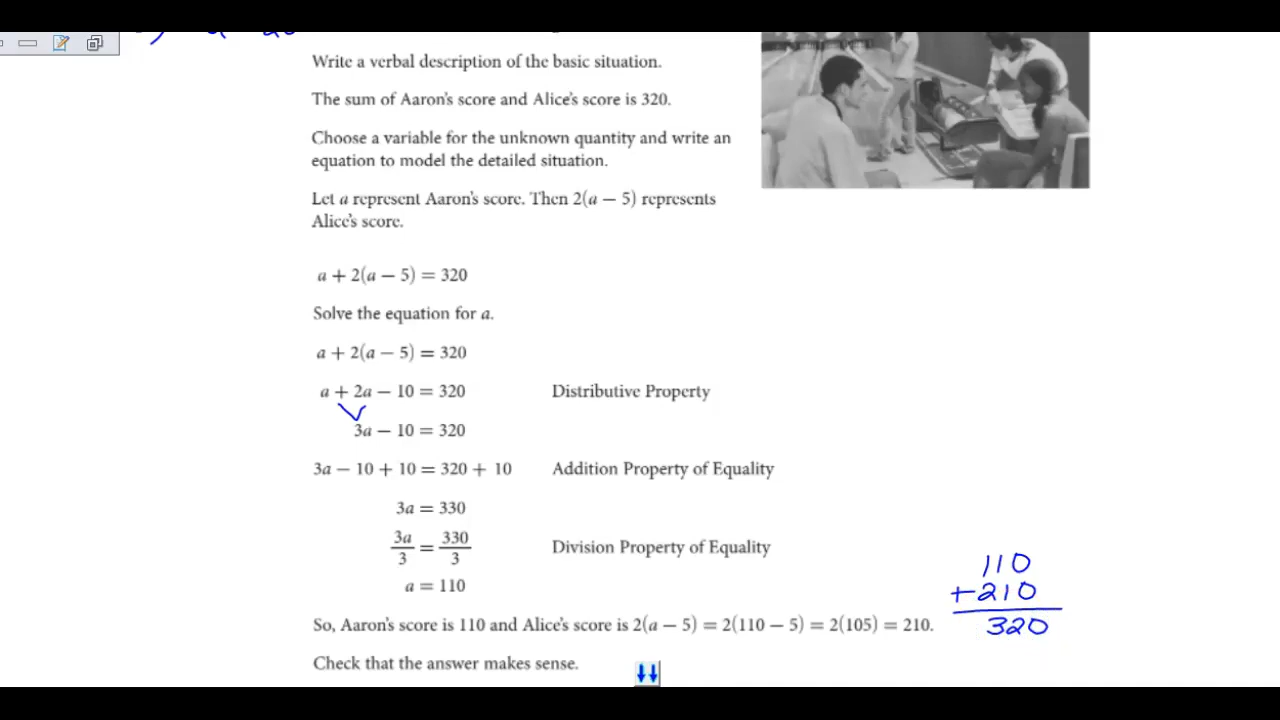 Write a verbal description of the basic situation.
The sum of Aaron's score and Alice's score is 320.
Choose a variable for the unknown quantity and write an
equation to model the detailed situation.
Let a represent Aaron's score. Then 2(a − 5) represents
Alice's score.
a + 2(a − 5) = 320
Solve the equation for a.
a + 2(a − 5) = 320
a + 2a − 10 = 320 Distributive Property
3a − 10 = 320
3a − 10 + 10 = 320 + 10 Addition Property of Equality
3a = 330
3a/3 = 330/3 Division Property of Equality
a = 110
110
+210
320
So, Aaron's score is 110 and Alice's score is 2(a − 5) = 2(110 − 5) = 2(105) = 210.
Check that the answer makes sense.